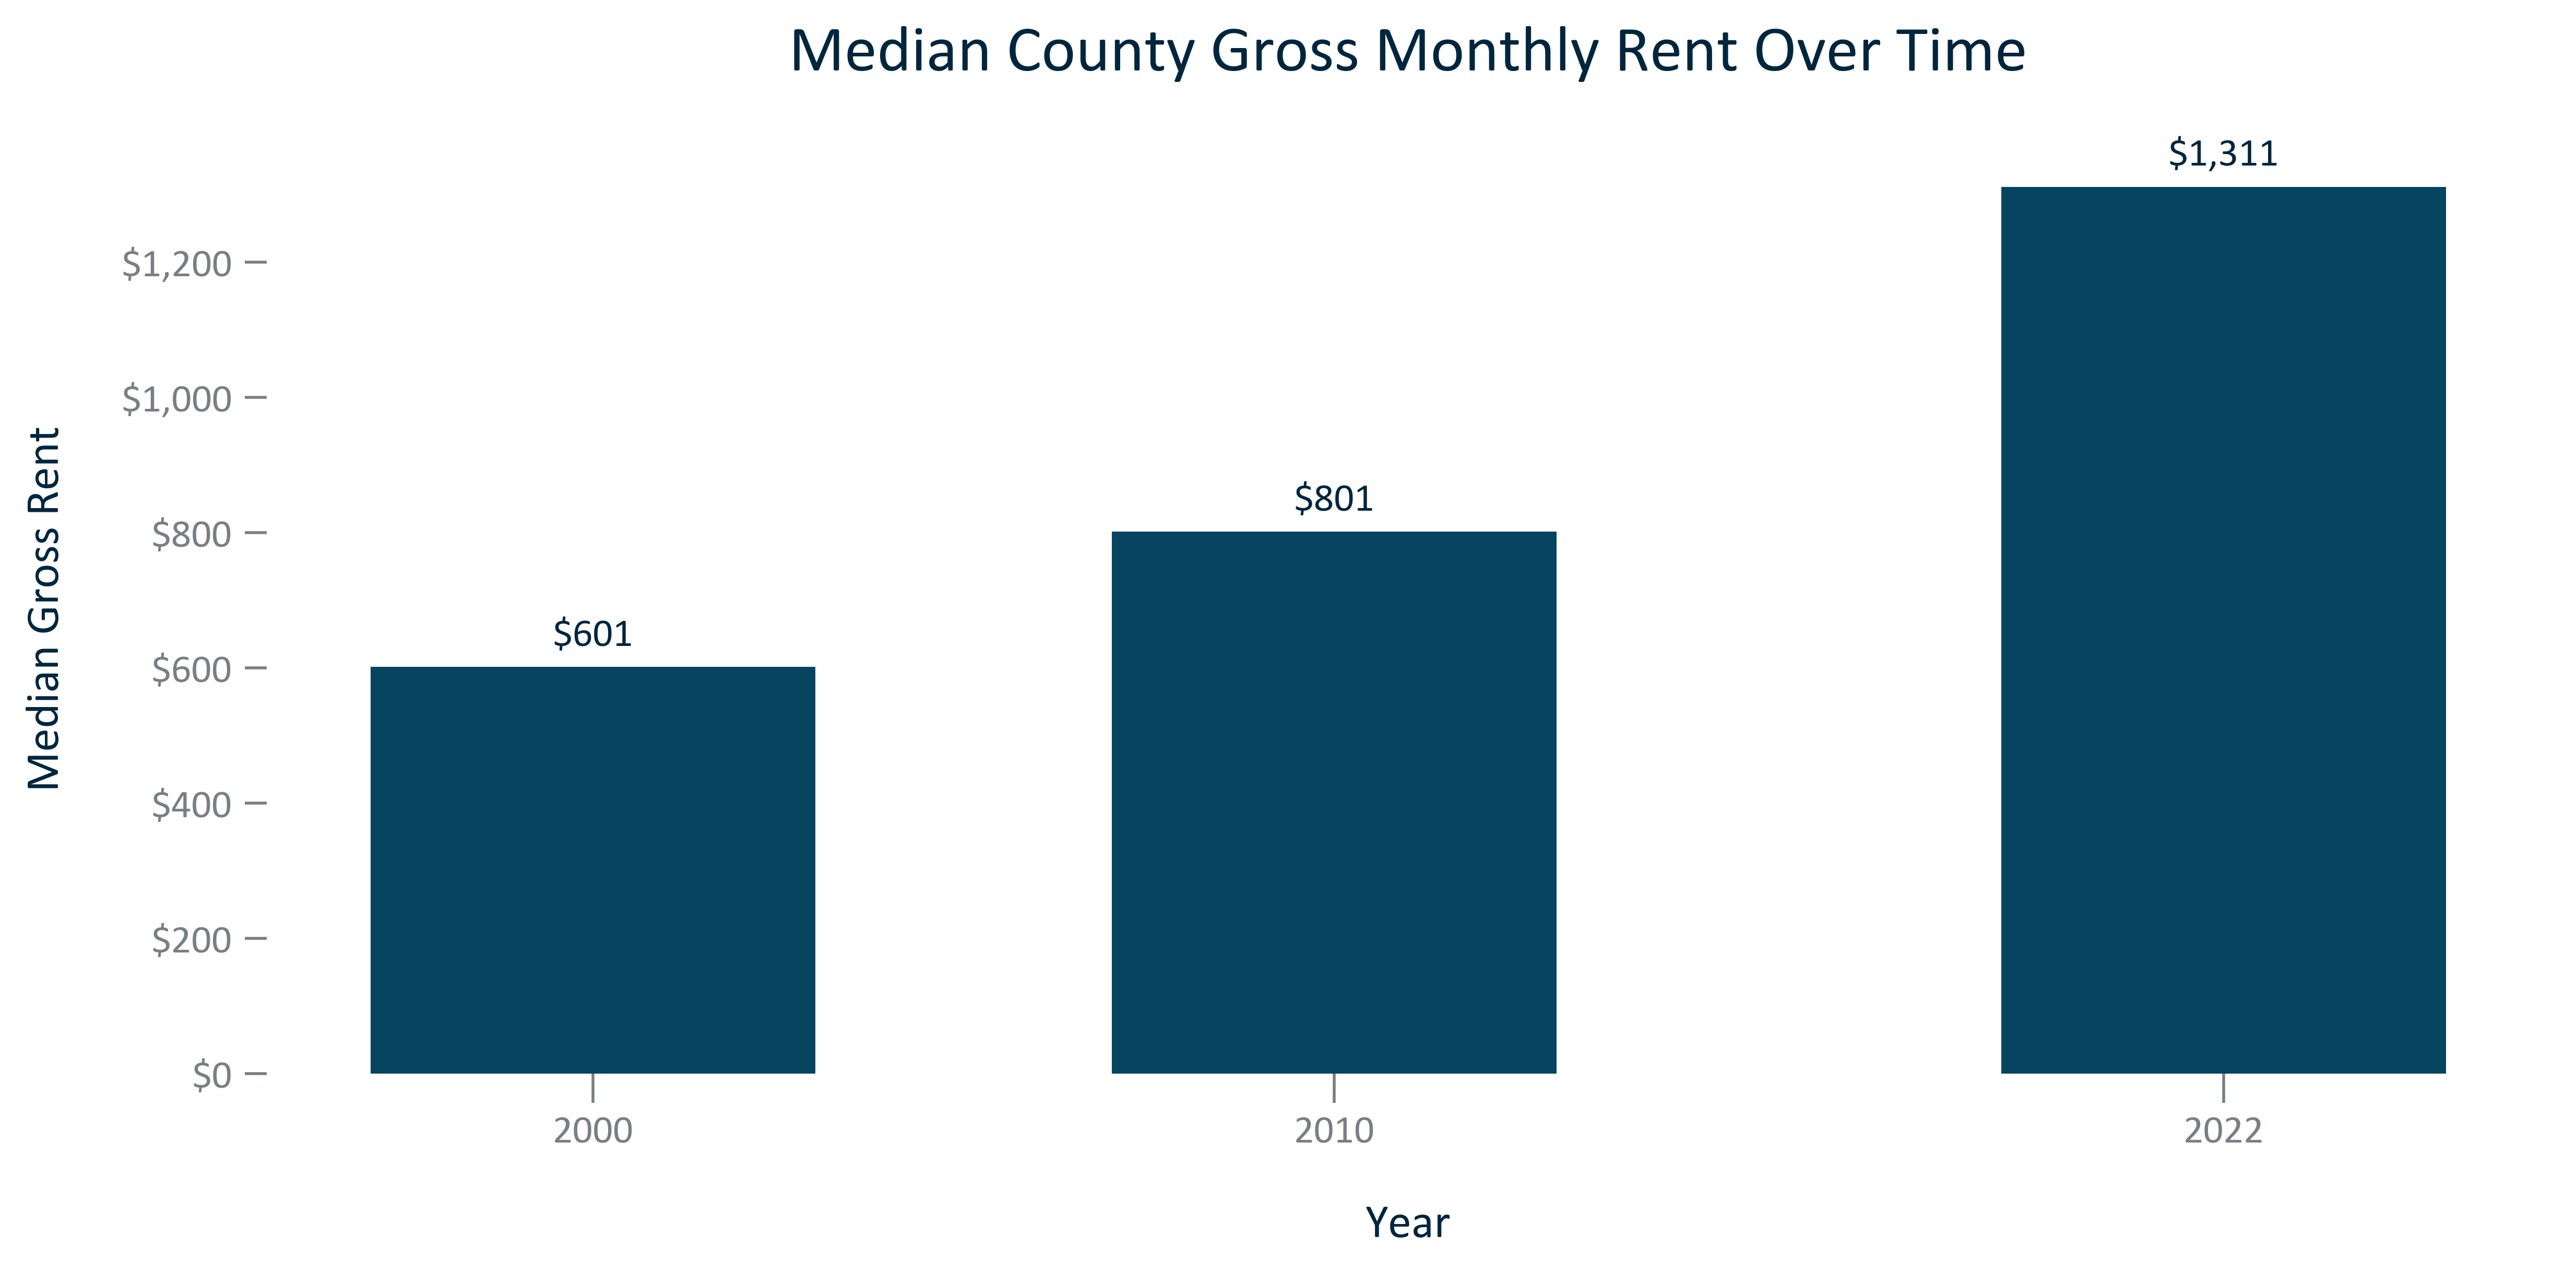 Median County Gross Monthly Rent Over Time
$1,311
$1,200
$1,000
$801
$800
$601
$600
$400
$200
$0
Median Gross Rent
2000 2010 2022
Year